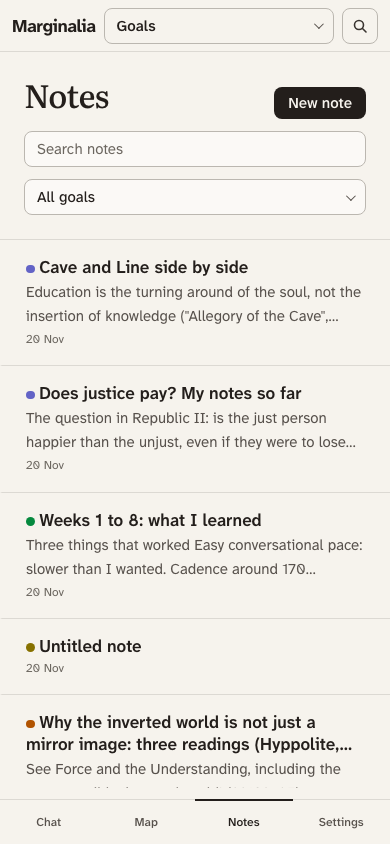 Marginalia
Goals
Notes
New note
Search notes
All goals
Cave and Line side by side
Education is the turning around of the soul, not the
insertion of knowledge ("Allegory of the Cave",...
20 Nov
Does justice pay? My notes so far
The question in Republic II: is the just person
happier than the unjust, even if they were to lose...
20 Nov
Weeks 1 to 8: what I learned
Three things that worked Easy conversational pace:
slower than I wanted. Cadence around 170...
20 Nov
Untitled note
20 Nov
Why the inverted world is not just a
mirror image: three readings (Hyppolite,...
See Force and the Understanding, including the
Chat
Map
Notes
Settings